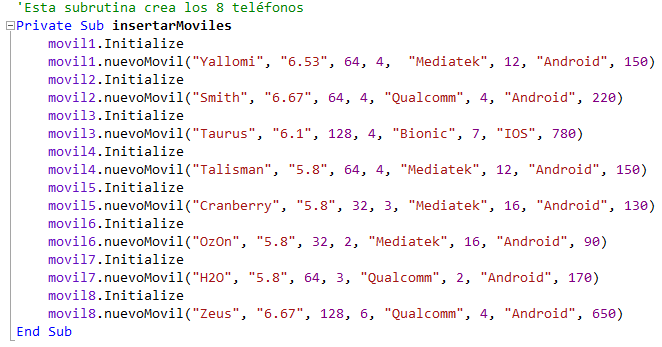 'Esta subrutina crea los 8 teléfonos
Private Sub insertarMoviles
movil1.Initialize
movil1.nuevoMovil("Yallomi", "6.53", 64, 4,  "Mediatek", 12, "Android", 150)
movil2.Initialize
movil2.nuevoMovil("Smith", "6.67", 64, 4, "Qualcomm", 4, "Android", 220)
movil3.Initialize
movil3.nuevoMovil("Taurus", "6.1", 128, 4, "Bionic", 7, "IOS", 780)
movil4.Initialize
movil4.nuevoMovil("Talisman", "5.8", 64, 4, "Mediatek", 12, "Android", 150)
movil5.Initialize
movil5.nuevoMovil("Cranberry", "5.8", 32, 3, "Mediatek", 16, "Android", 130)
movil6.Initialize
movil6.nuevoMovil("OzOn", "5.8", 32, 2, "Mediatek", 16, "Android", 90)
movil7.Initialize
movil7.nuevoMovil("H2O", "5.8", 64, 3, "Qualcomm", 2, "Android", 170)
movil8.Initialize
movil8.nuevoMovil("Zeus", "6.67", 128, 6, "Qualcomm", 4, "Android", 650)
End Sub